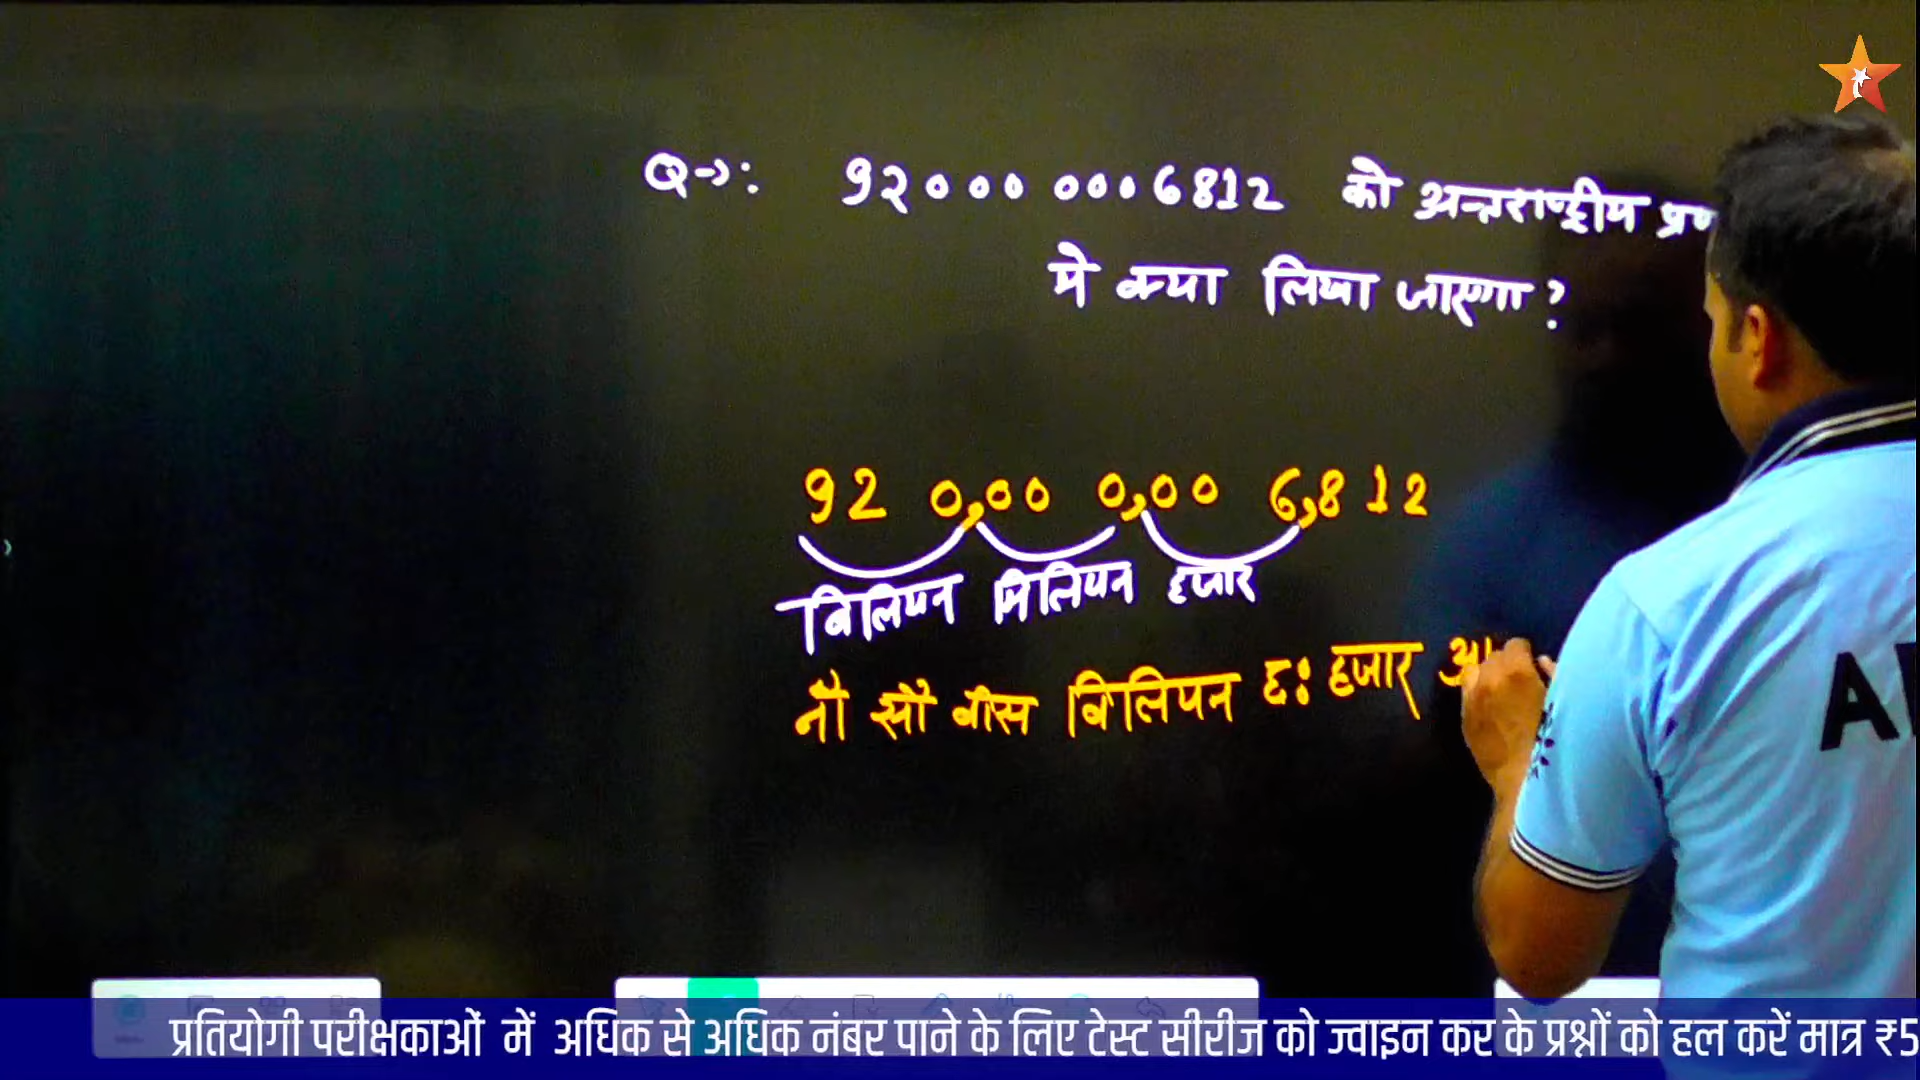 Q→: 920000006812 को अन्तराष्ट्रीय
मे क्या लिखा जाएगा ?
92 0,00 0,00 6,812
बिलियन मिलियन हजार
नौ सौ बीस बिलियन छ: हजार
A
प्रतियोगी परीक्षकाओं में अधिक से अधिक नंबर पाने के लिए टेस्ट सीरीज को ज्वाइन कर के प्रश्नों को हल करें मात्र ₹5